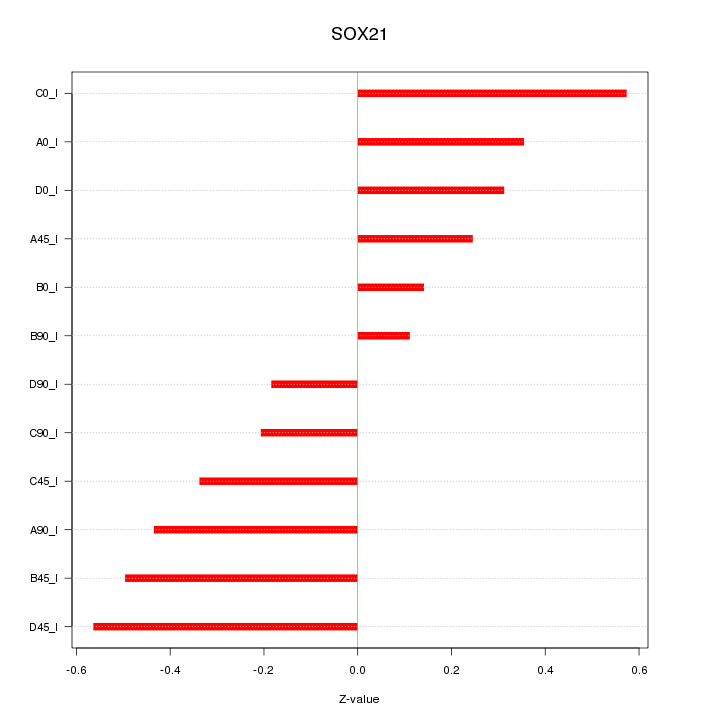 SOX21
C0_I
A0_I
D0_I
A45_I
B0_I
B90_I
D90_I
C90_I
C45_I
A90_I
B45_I
D45_I
-0.6 -0.4 -0.2 0.0 0.2 0.4 0.6
Z-value